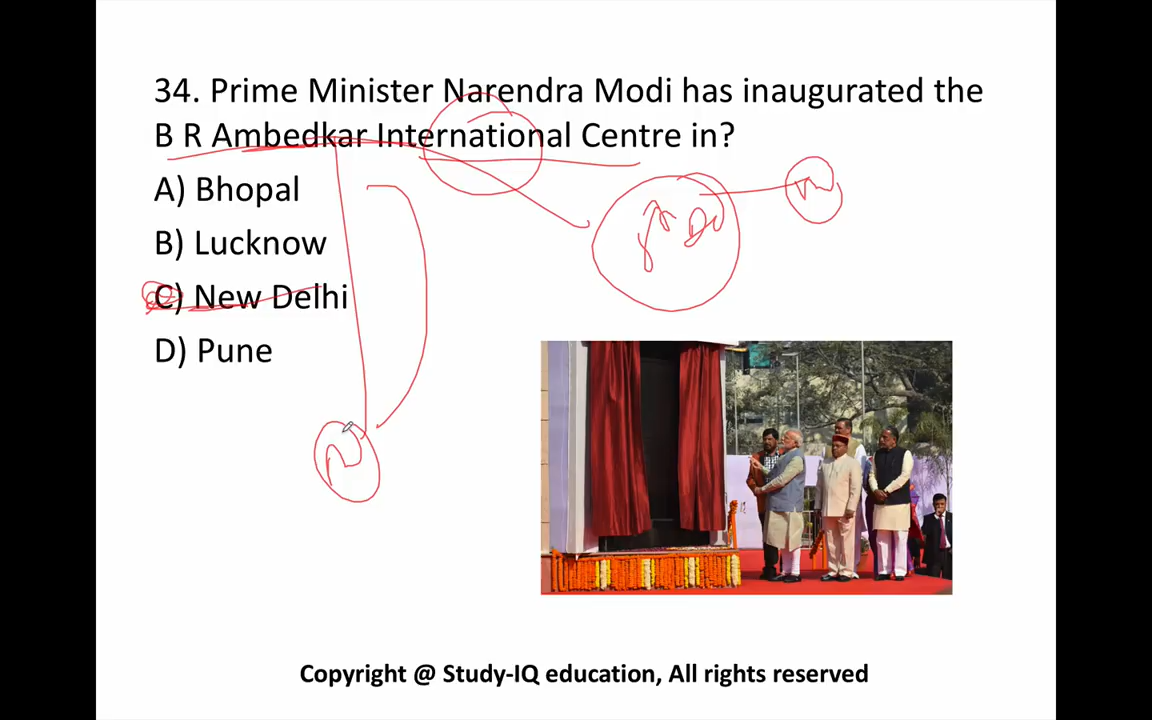 34. Prime Minister Narendra Modi has inaugurated the
B R Ambedkar International Centre in?
A) Bhopal
B) Lucknow
C) New Delhi
D) Pune
Copyright @ Study-IQ education, All rights reserved